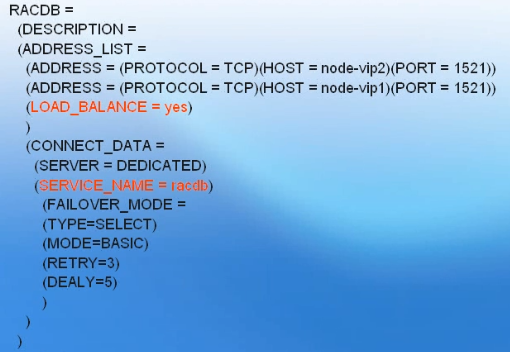 RACDB =
(DESCRIPTION =
(ADDRESS_LIST =
(ADDRESS = (PROTOCOL = TCP)(HOST = node-vip2)(PORT = 1521))
(ADDRESS = (PROTOCOL = TCP)(HOST = node-vip1)(PORT = 1521))
(LOAD_BALANCE = yes)
)
(CONNECT_DATA =
(SERVER = DEDICATED)
(SERVICE_NAME = racdb)
(FAILOVER_MODE =
(TYPE=SELECT)
(MODE=BASIC)
(RETRY=3)
(DEALY=5)
)
)
)